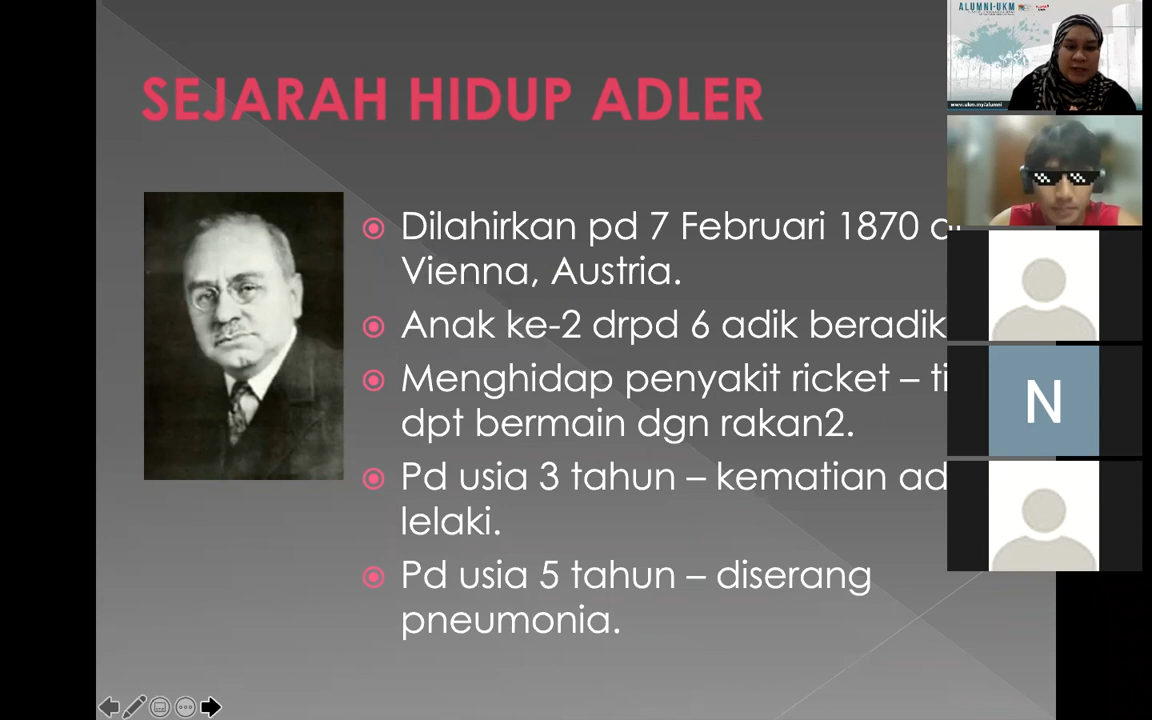 ALUMNI-UKM
www.ukm.my/alumni
SEJARAH HIDUP ADLER
Dilahirkan pd 7 Februari 1870
Vienna, Austria.
Anak ke-2 drpd 6 adik beradik
Menghidap penyakit ricket –
dpt bermain dgn rakan2.
Pd usia 3 tahun – kematian
lelaki.
Pd usia 5 tahun – diserang
pneumonia.
N